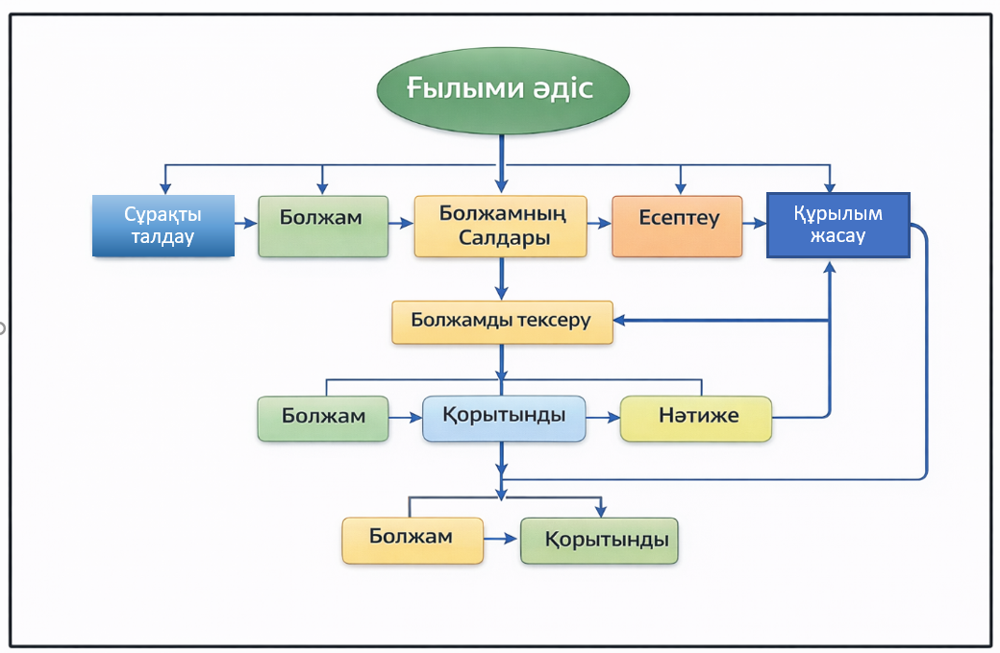 Ғылыми әдіс
Сұрақты
талдау
Болжам
Болжамның
Салдары
Есептеу
Құрылым
жасау
Болжамды тексеру
Болжам
Қорытынды
Нәтиже
Болжам
Қорытынды